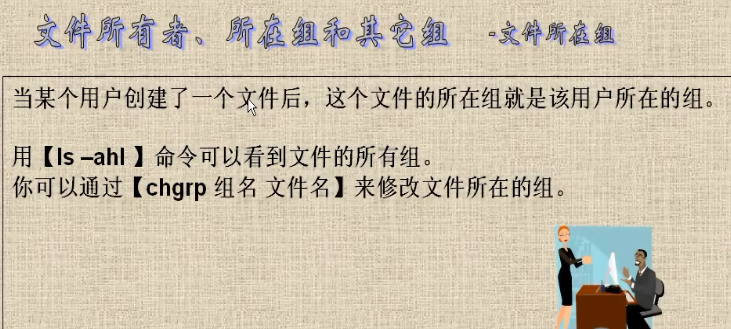 文件所有者、所在组和其它组 -文件所在组
当某个用户创建了一个文件后，这个文件的所在组就是该用户所在的组。
用【ls –ahl 】命令可以看到文件的所有组。
你可以通过【chgrp 组名 文件名】来修改文件所在的组。